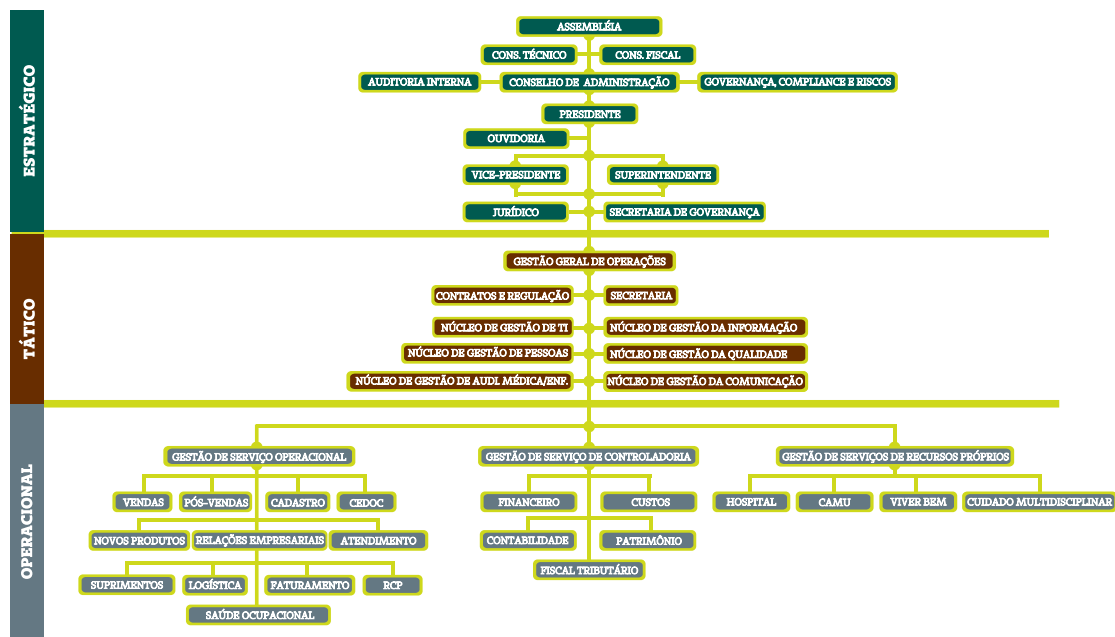 ESTRATÉGICO
ASSEMBLÉIA
CONS. TÉCNICO
CONS. FISCAL
AUDITORIA INTERNA
CONSELHO DE ADMINISTRAÇÃO
GOVERNANÇA, COMPLIANCE E RISCOS
PRESIDENTE
OUVIDORIA
VICE-PRESIDENTE
SUPERINTENDENTE
JURÍDICO
SECRETARIA DE GOVERNANÇA
TÁTICO
GESTÃO GERAL DE OPERAÇÕES
CONTRATOS E REGULAÇÃO
SECRETARIA
NÚCLEO DE GESTÃO DE TI
NÚCLEO DE GESTÃO DA INFORMAÇÃO
NÚCLEO DE GESTÃO DE PESSOAS
NÚCLEO DE GESTÃO DA QUALIDADE
NÚCLEO DE GESTÃO DE AUDI. MÉDICA/ENF.
NÚCLEO DE GESTÃO DA COMUNICAÇÃO
OPERACIONAL
GESTÃO DE SERVIÇO OPERACIONAL
GESTÃO DE SERVIÇO DE CONTROLADORIA
GESTÃO DE SERVIÇOS DE RECURSOS PRÓPRIOS
VENDAS
PÓS-VENDAS
CADASTRO
CEDOC
FINANCEIRO
CUSTOS
HOSPITAL
CAMU
VIVER BEM
CUIDADO MULTIDISCIPLINAR
NOVOS PRODUTOS
RELAÇÕES EMPRESARIAIS
ATENDIMENTO
CONTABILIDADE
PATRIMÔNIO
FISCAL TRIBUTÁRIO
SUPRIMENTOS
LOGÍSTICA
FATURAMENTO
RCP
SAÚDE OCUPACIONAL